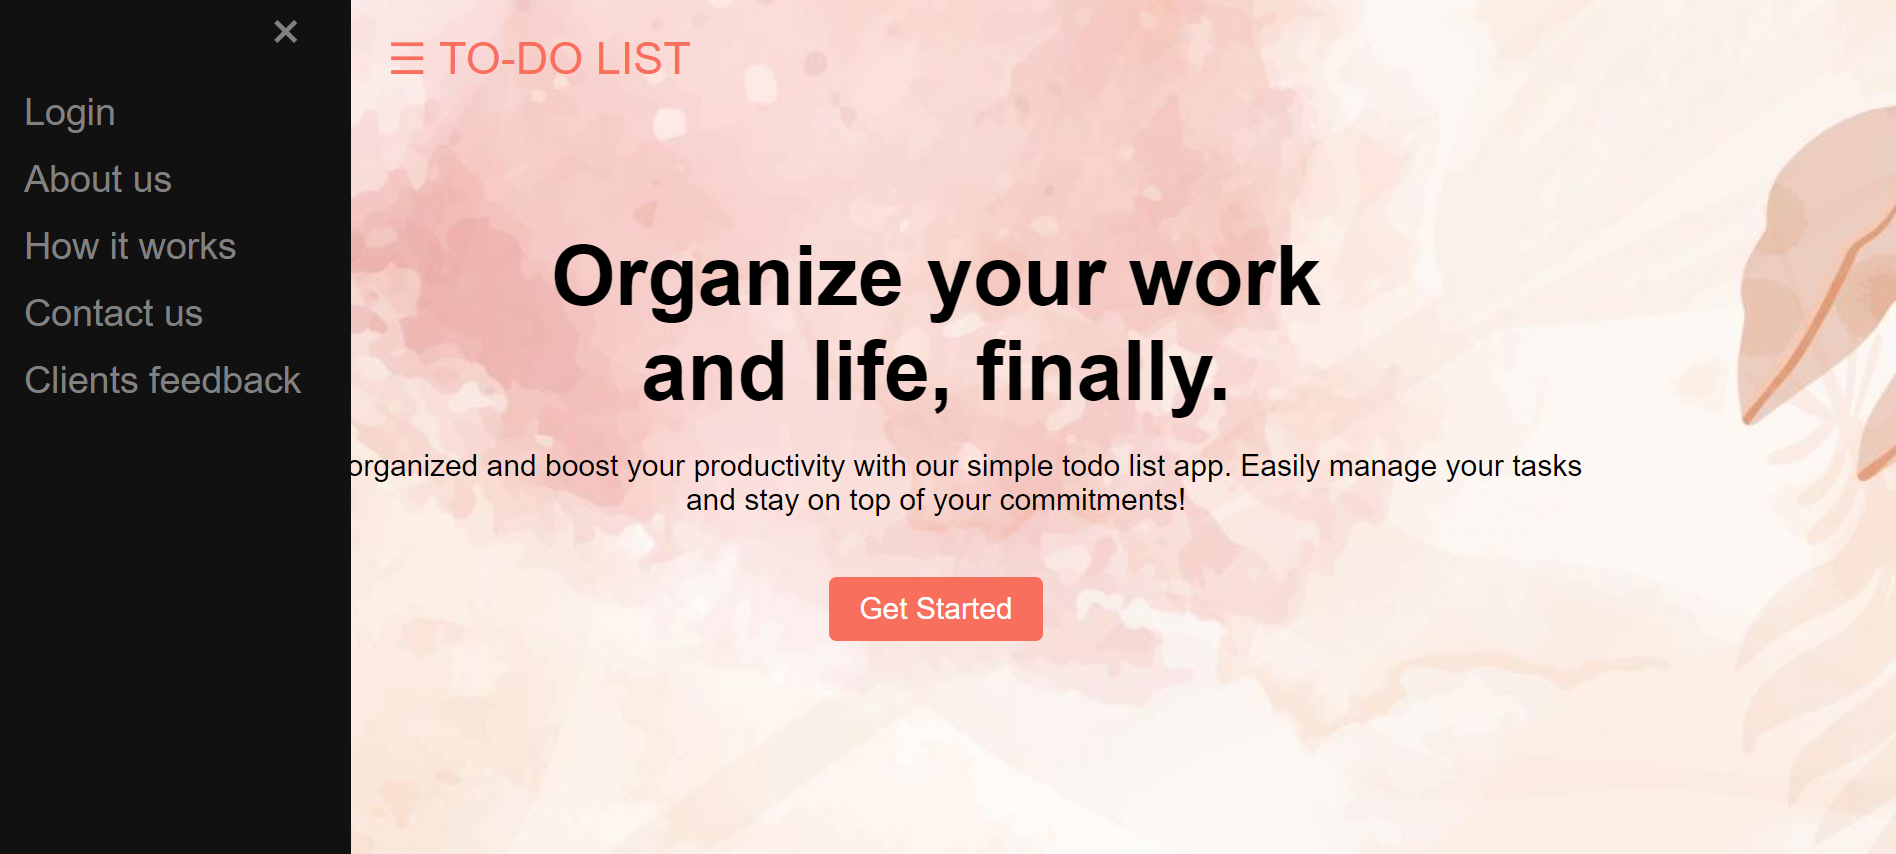 ×
☰ TO-DO LIST
Login
About us
How it works
Contact us
Clients feedback
Organize your work
and life, finally.
organized and boost your productivity with our simple todo list app. Easily manage your tasks
and stay on top of your commitments!
Get Started